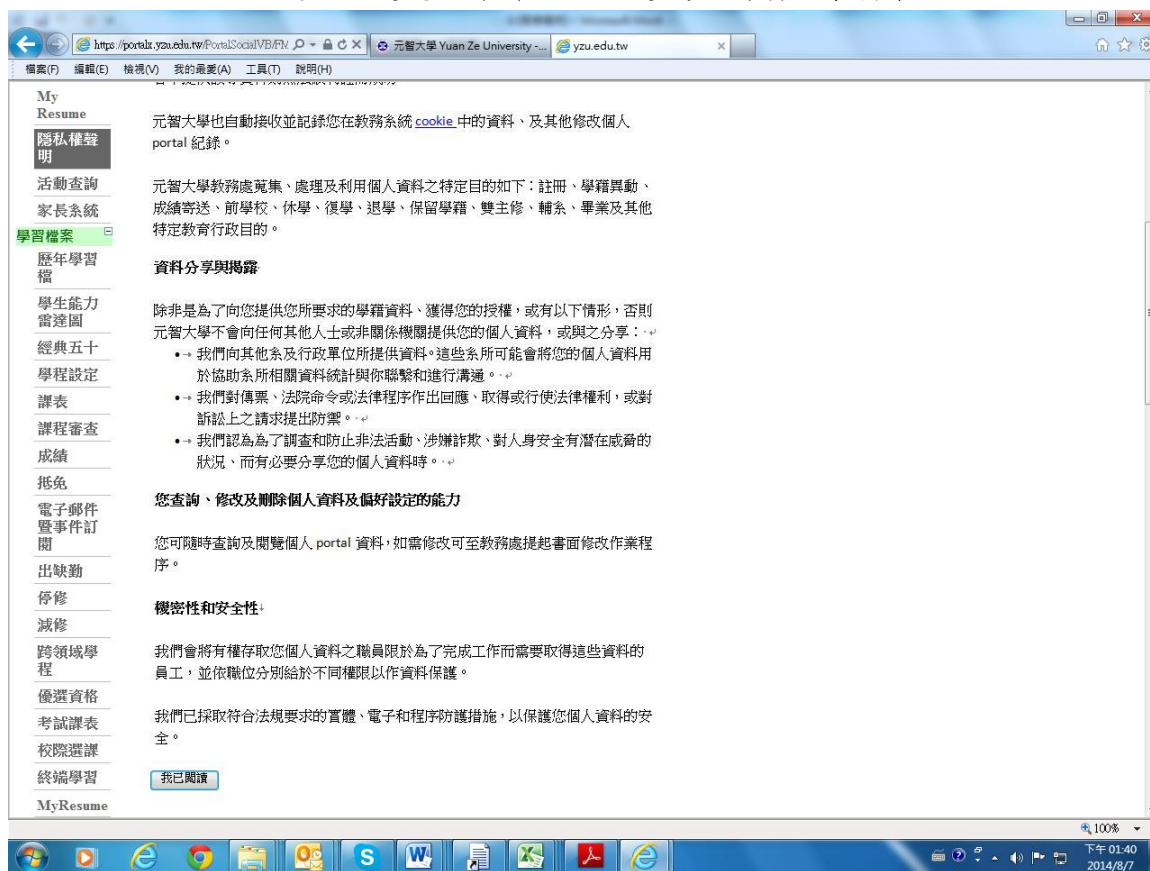 https://portalx.yzu.edu.tw/PortalSocialVB/FN
元智大學 Yuan Ze University -...
yzu.edu.tw
檔案(F) 編輯(E) 檢視(V) 我的最愛(A) 工具(T) 說明(H)
My
Resume
隱私權聲
明
活動查詢
家長系統
學習檔案
歷年學習
檔
學生能力
雷達圖
經典五十
學程設定
課表
課程審查
成績
抵免
電子郵件
暨事件訂
閱
出缺勤
停修
減修
跨領域學
程
優選資格
考試課表
校際選課
終端學習
MyResume
元智大學也自動接收並記錄您在教務系統 cookie 中的資料、及其他修改個人
portal 紀錄。
元智大學教務處蒐集、處理及利用個人資料之特定目的如下：註冊、學籍異動、
成績寄送、前學校、休學、復學、退學、保留學籍、雙主修、輔系、畢業及其他
特定教育行政目的。
資料分享與揭露
除非是為了向您提供您所要求的學籍資料、獲得您的授權，或有以下情形，否則
元智大學不會向任何其他人士或非關係機關提供您的個人資料，或與之分享：
•→ 我們向其他系及行政單位所提供資料。這些系所可能會將您的個人資料用
於協助系所相關資料統計與你聯繫和進行溝通。
•→ 我們對傳票、法院命令或法律程序作出回應、取得或行使法律權利，或對
訴訟上之請求提出防禦。
•→ 我們認為為了調查和防止非法活動、涉嫌詐欺、對人身安全有潛在威脅的
狀況、而有必要分享您的個人資料時。
您查詢、修改及刪除個人資料及偏好設定的能力
您可隨時查詢及閱覽個人 portal 資料，如需修改可至教務處提起書面修改作業程
序。
機密性和安全性
我們會將有權存取您個人資料之職員限於為了完成工作而需要取得這些資料的
員工，並依職位分別給於不同權限以作資料保護。
我們已採取符合法規要求的實體、電子和程序防護措施，以保護您個人資料的安
全。
我已閱讀
100%
下午 01:40
2014/8/7